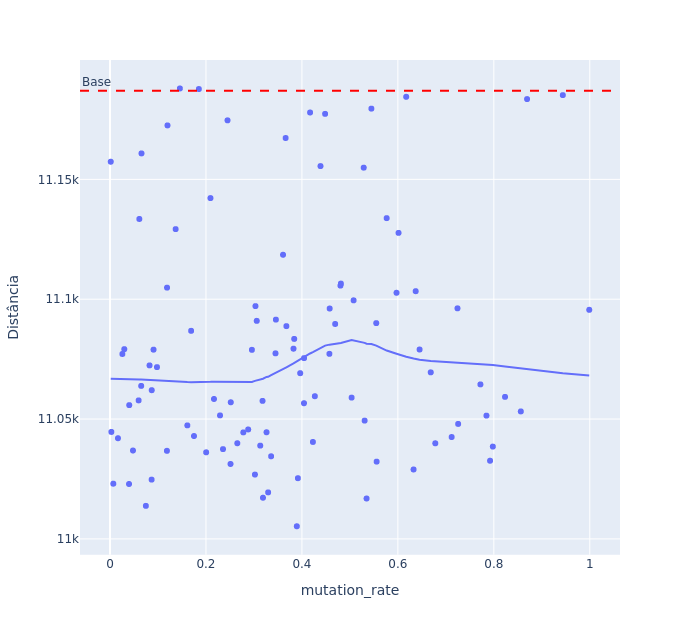 Base
11.15k
11.1k
11.05k
11k
0
0.2
0.4
0.6
0.8
1
mutation_rate
Distância